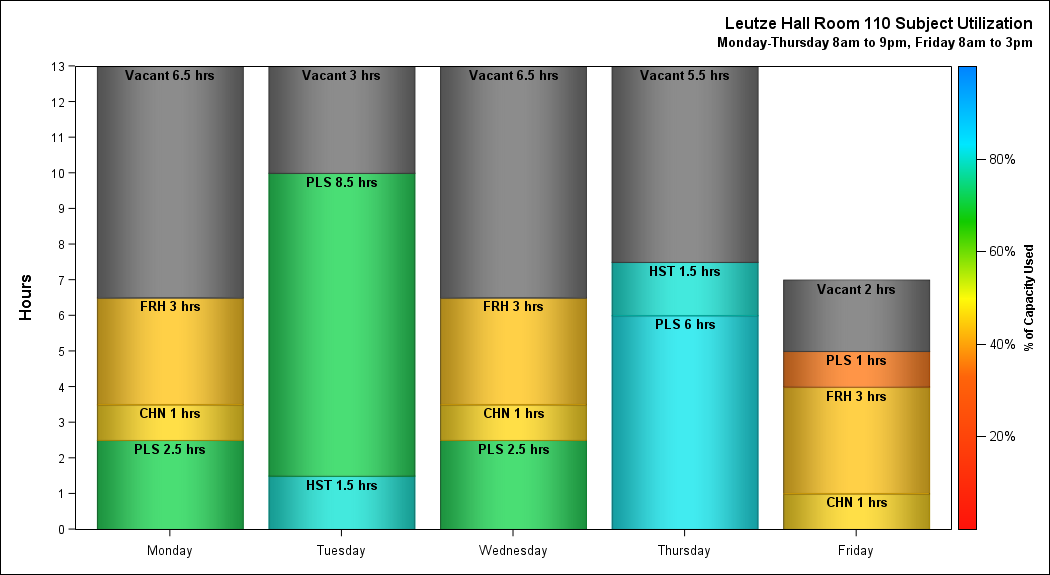 Leutze Hall Room 110 Subject Utilization
Monday-Thursday 8am to 9pm, Friday 8am to 3pm
Hours
13
12
11
10
9
8
7
6
5
4
3
2
1
0
Vacant 6.5 hrs
FRH 3 hrs
CHN 1 hrs
PLS 2.5 hrs
Monday
Vacant 3 hrs
PLS 8.5 hrs
HST 1.5 hrs
Tuesday
Vacant 6.5 hrs
FRH 3 hrs
CHN 1 hrs
PLS 2.5 hrs
Wednesday
Vacant 5.5 hrs
HST 1.5 hrs
PLS 6 hrs
Thursday
Vacant 2 hrs
PLS 1 hrs
FRH 3 hrs
CHN 1 hrs
Friday
80%
60%
40%
20%
% of Capacity Used